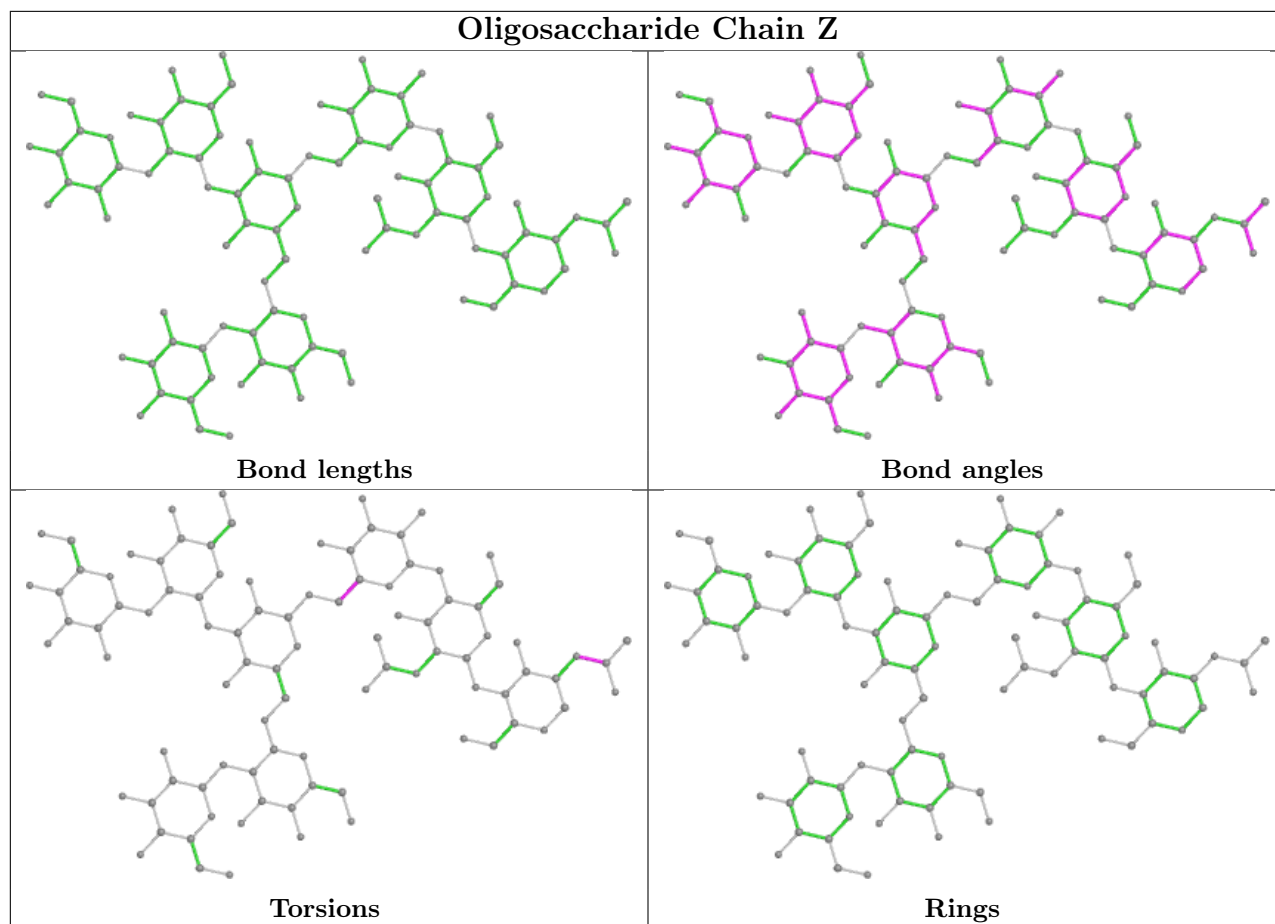 Oligosaccharide Chain Z
Bond lengths
Bond angles
Torsions
Rings